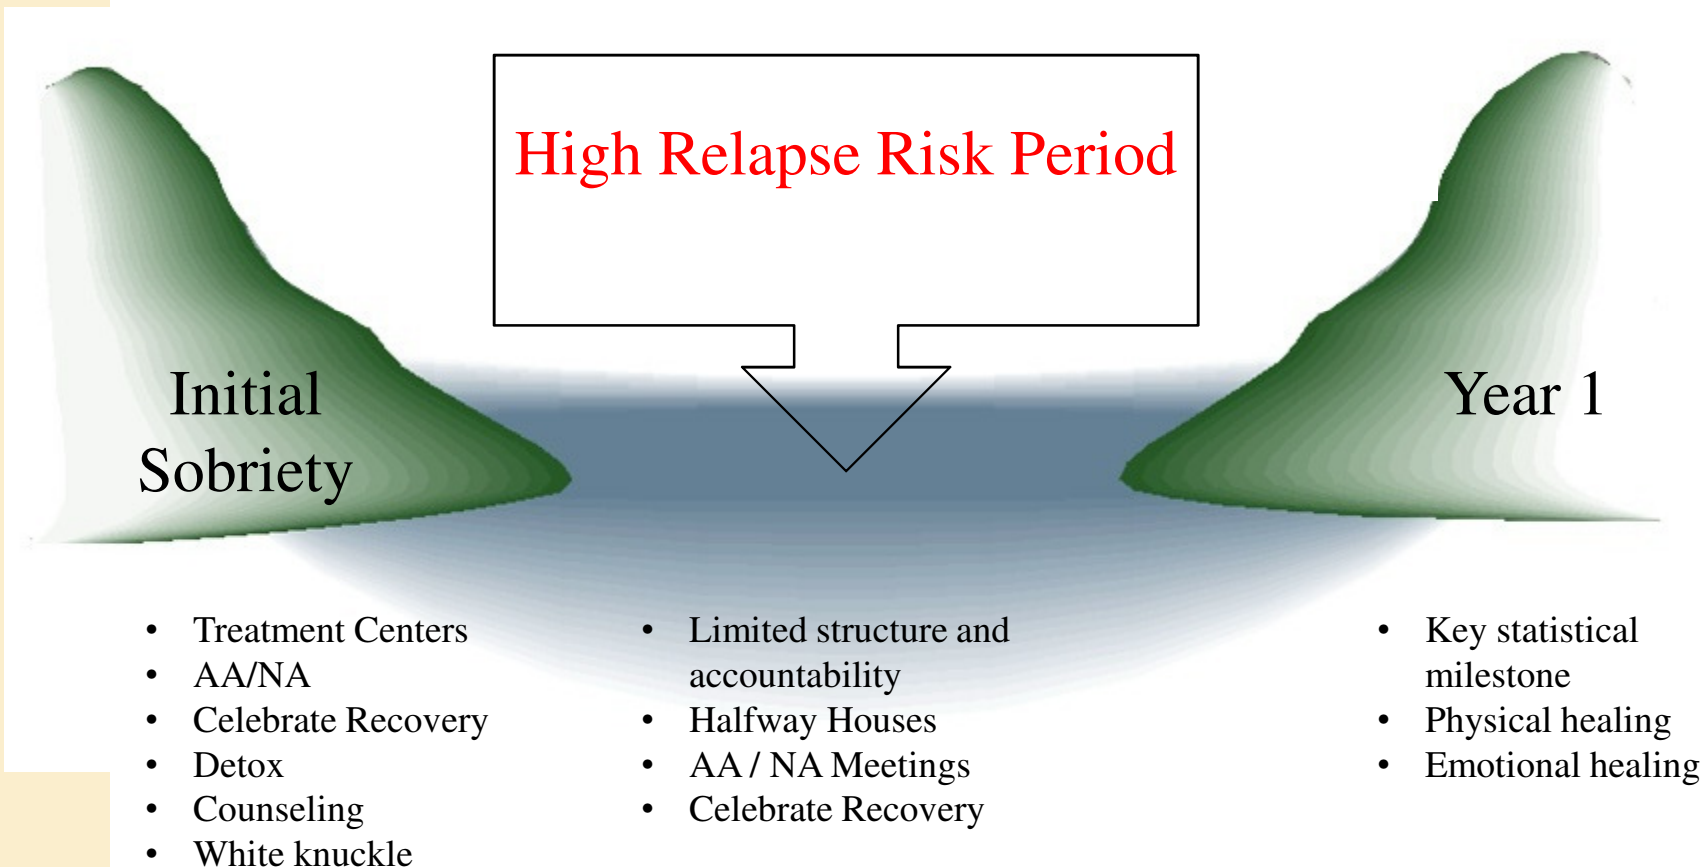 High Relapse Risk Period
Initial
Sobriety
Year 1
• Treatment Centers
• AA/NA
• Celebrate Recovery
• Detox
• Counseling
• White knuckle
• Limited structure and
accountability
• Halfway Houses
• AA / NA Meetings
• Celebrate Recovery
• Key statistical
milestone
• Physical healing
• Emotional healing